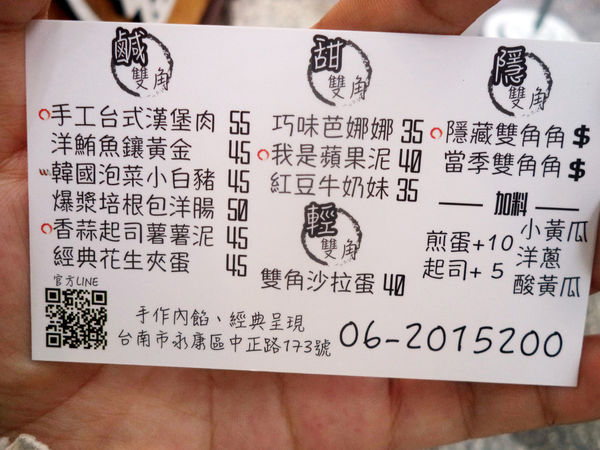 鹹
雙角
手工台式漢堡肉 55
洋鮪魚鑲黃金 45
韓國泡菜小白豬 45
爆漿培根包洋腸 50
香蒜起司薯薯泥 45
經典花生夾蛋 45
甜
雙角
巧味芭娜娜 35
我是蘋果泥 40
紅豆牛奶妹 35
輕
雙角
雙角沙拉蛋 40
隱
雙角
隱藏雙角角 $
當季雙角角 $
加料
煎蛋+10
起司+5
小黃瓜
洋蔥
酸黃瓜
官方LINE
手作內餡、經典呈現
台南市永康區中正路173號
06-2015200